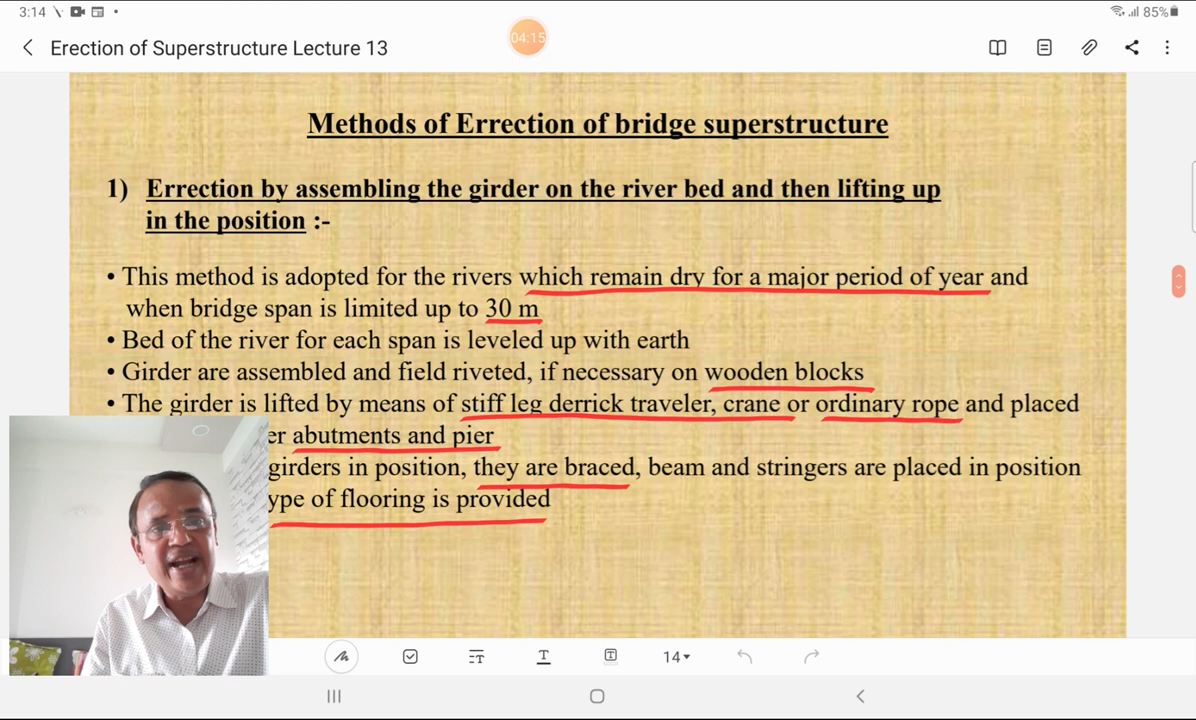 3:14
85%
Erection of Superstructure Lecture 13
04:15
Methods of Errection of bridge superstructure
1) Errection by assembling the girder on the river bed and then lifting up
in the position :-
• This method is adopted for the rivers which remain dry for a major period of year and
when bridge span is limited up to 30 m
• Bed of the river for each span is leveled up with earth
• Girder are assembled and field riveted, if necessary on wooden blocks
• The girder is lifted by means of stiff leg derrick traveler, crane or ordinary rope and placed
er abutments and pier
girders in position, they are braced, beam and stringers are placed in position
ype of flooring is provided
14